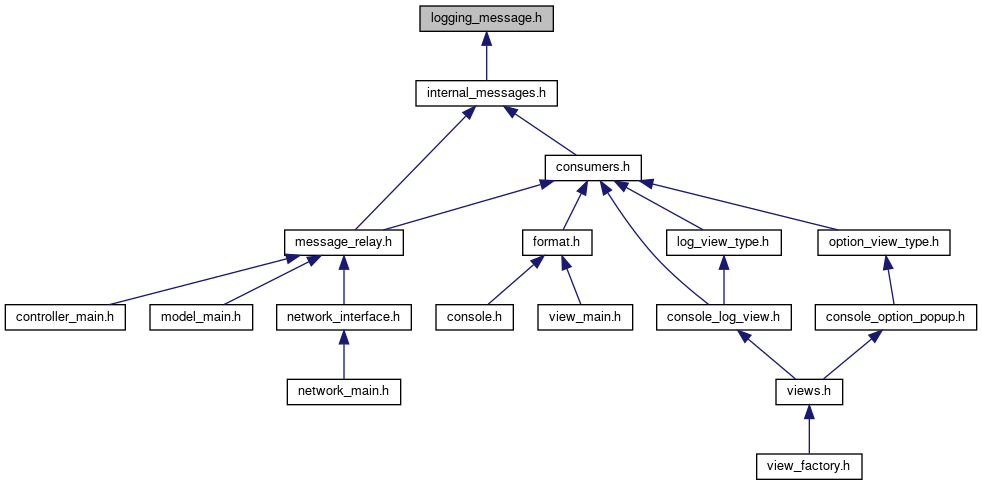 logging_message.h
internal_messages.h
consumers.h
message_relay.h
format.h
log_view_type.h
option_view_type.h
controller_main.h
model_main.h
network_interface.h
console.h
view_main.h
console_log_view.h
console_option_popup.h
network_main.h
views.h
view_factory.h